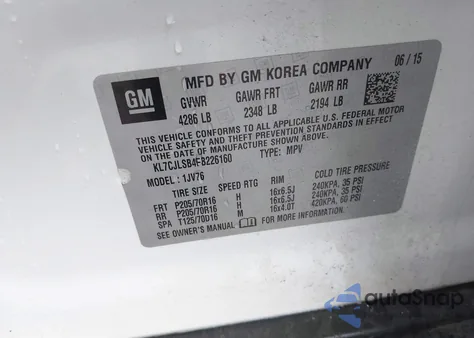 GM
MFD BY GM KOREA COMPANY 06/15
GVWR GAWR FRT GAWR RR
4286 LB 2348 LB 2194 LB
THIS VEHICLE CONFORMS TO ALL APPLICABLE U.S. FEDERAL MOTOR
VEHICLE SAFETY, BUMPER, AND THEFT PREVENTION STANDARDS IN
EFFECT ON THE DATE OF MANUFACTURE SHOWN ABOVE.
KL7CJLSB4FB226160 TYPE: MPV
MODEL: 1JV76
TIRE SIZE SPEED RTG RIM COLD TIRE PRESSURE
FRT P205/70R16 H 16x6.5J 240KPA, 35 PSI
RR P205/70R16 H 16x6.5J 240KPA, 35 PSI
SPA T125/70D16 M 16x4.0T 420KPA, 60 PSI
SEE OWNER'S MANUAL FOR MORE INFORMATION.
autoSnap